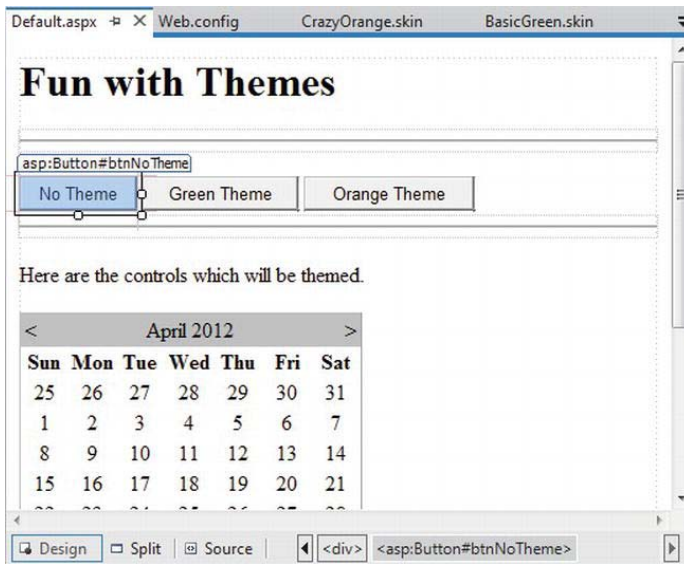 Default.aspx Web.config CrazyOrange.skin BasicGreen.skin
Fun with Themes
asp:Button#btnNoTheme
No Theme Green Theme Orange Theme
Here are the controls which will be themed.
< April 2012 >
Sun Mon Tue Wed Thu Fri Sat
25 26 27 28 29 30 31
1 2 3 4 5 6 7
8 9 10 11 12 13 14
15 16 17 18 19 20 21
Design Split Source <div> <asp:Button#btnNoTheme>